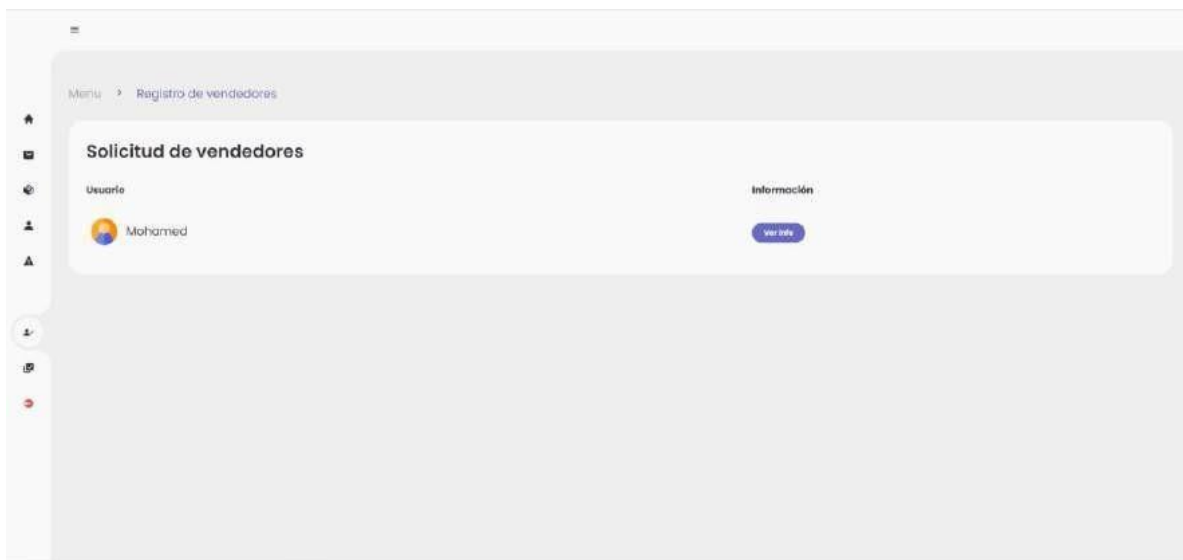 Menu > Registro de vendedores
Solicitud de vendedores
Usuario Información
Mohamed Ver info